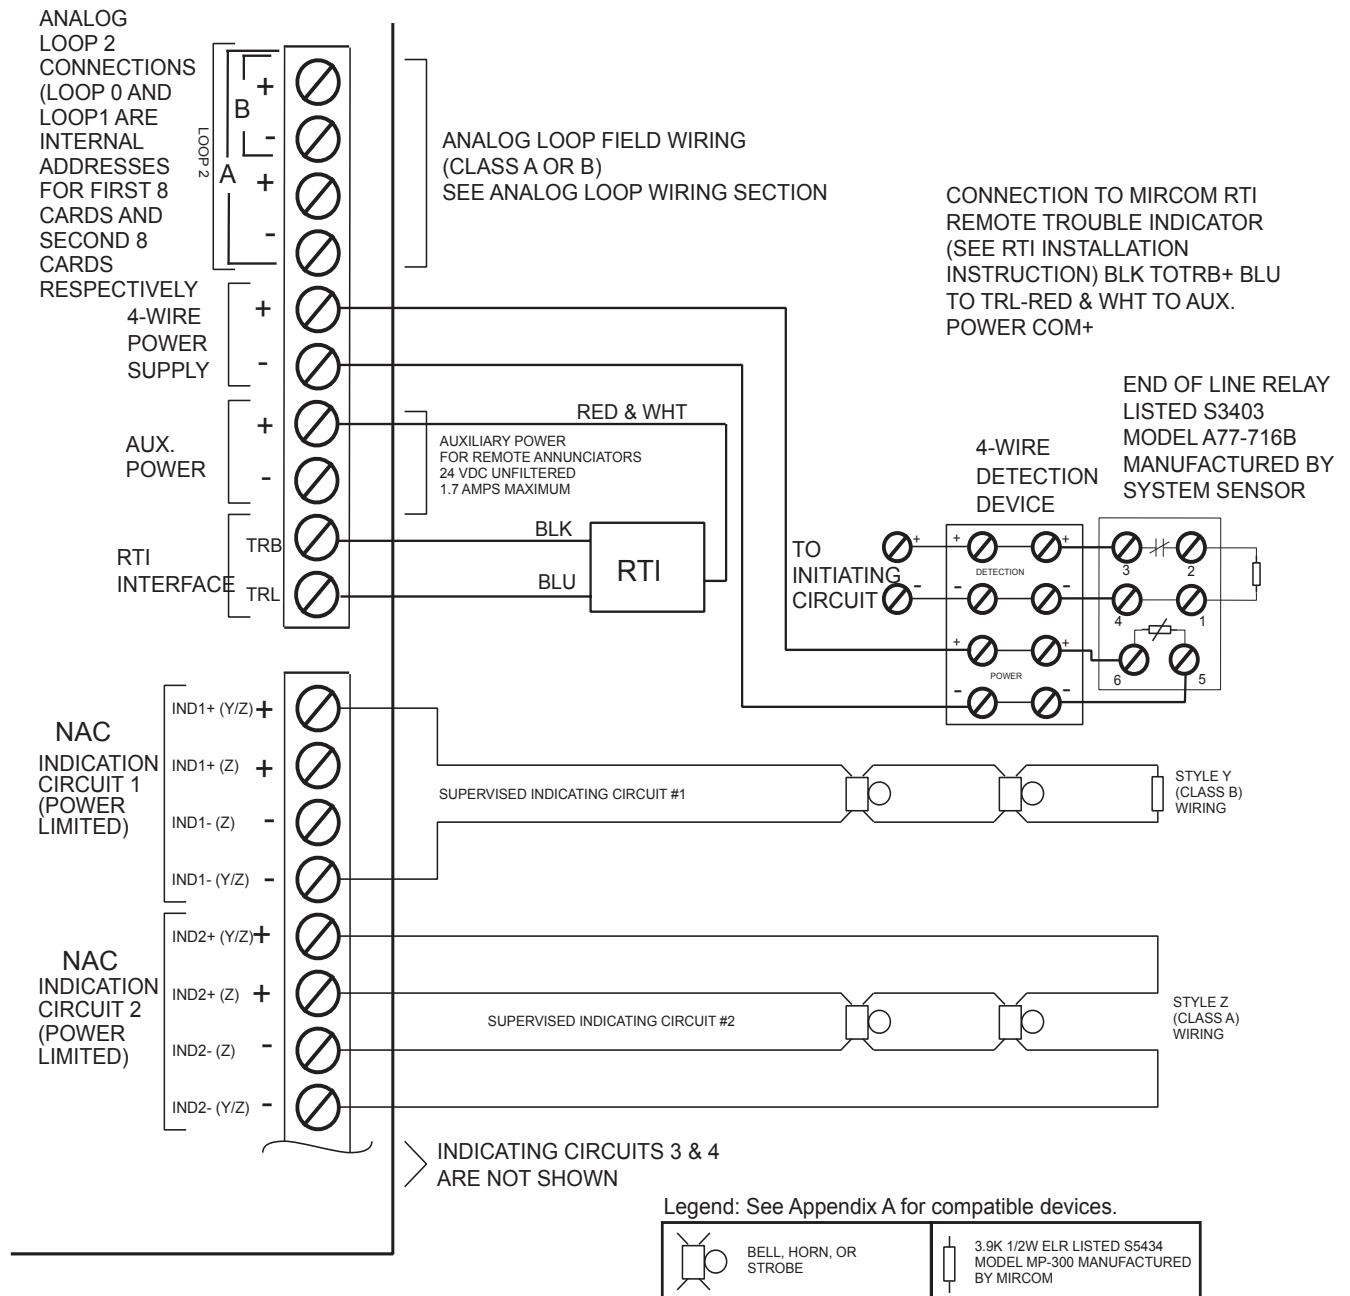 ANALOG
LOOP 2
CONNECTIONS
(LOOP 0 AND
LOOP1 ARE
INTERNAL
ADDRESSES
FOR FIRST 8
CARDS AND
SECOND 8
CARDS
RESPECTIVELY
LOOP 2
A
B
+
-
+
-
ANALOG LOOP FIELD WIRING
(CLASS A OR B)
SEE ANALOG LOOP WIRING SECTION
CONNECTION TO MIRCOM RTI
REMOTE TROUBLE INDICATOR
(SEE RTI INSTALLATION
INSTRUCTION) BLK TOTRB+ BLU
TO TRL-RED & WHT TO AUX.
POWER COM+
4-WIRE
POWER
SUPPLY
+
-
AUX.
POWER
+
-
RED & WHT
AUXILIARY POWER
FOR REMOTE ANNUNCIATORS
24 VDC UNFILTERED
1.7 AMPS MAXIMUM
RTI
INTERFACE
TRB
TRL
BLK
BLU
RTI
4-WIRE
DETECTION
DEVICE
END OF LINE RELAY
LISTED S3403
MODEL A77-716B
MANUFACTURED BY
SYSTEM SENSOR
TO
INITIATING
CIRCUIT
+
-
+ +
DETECTION
- -
+ +
POWER
- -
3 2
4 1
6 5
NAC
INDICATION
CIRCUIT 1
(POWER
LIMITED)
IND1+ (Y/Z) +
IND1+ (Z) +
IND1- (Z) -
IND1- (Y/Z) -
SUPERVISED INDICATING CIRCUIT #1
STYLE Y
(CLASS B)
WIRING
NAC
INDICATION
CIRCUIT 2
(POWER
LIMITED)
IND2+ (Y/Z) +
IND2+ (Z) +
IND2- (Z) -
IND2- (Y/Z) -
SUPERVISED INDICATING CIRCUIT #2
STYLE Z
(CLASS A)
WIRING
INDICATING CIRCUITS 3 & 4
ARE NOT SHOWN
Legend: See Appendix A for compatible devices.
BELL, HORN, OR
STROBE
3.9K 1/2W ELR LISTED S5434
MODEL MP-300 MANUFACTURED
BY MIRCOM